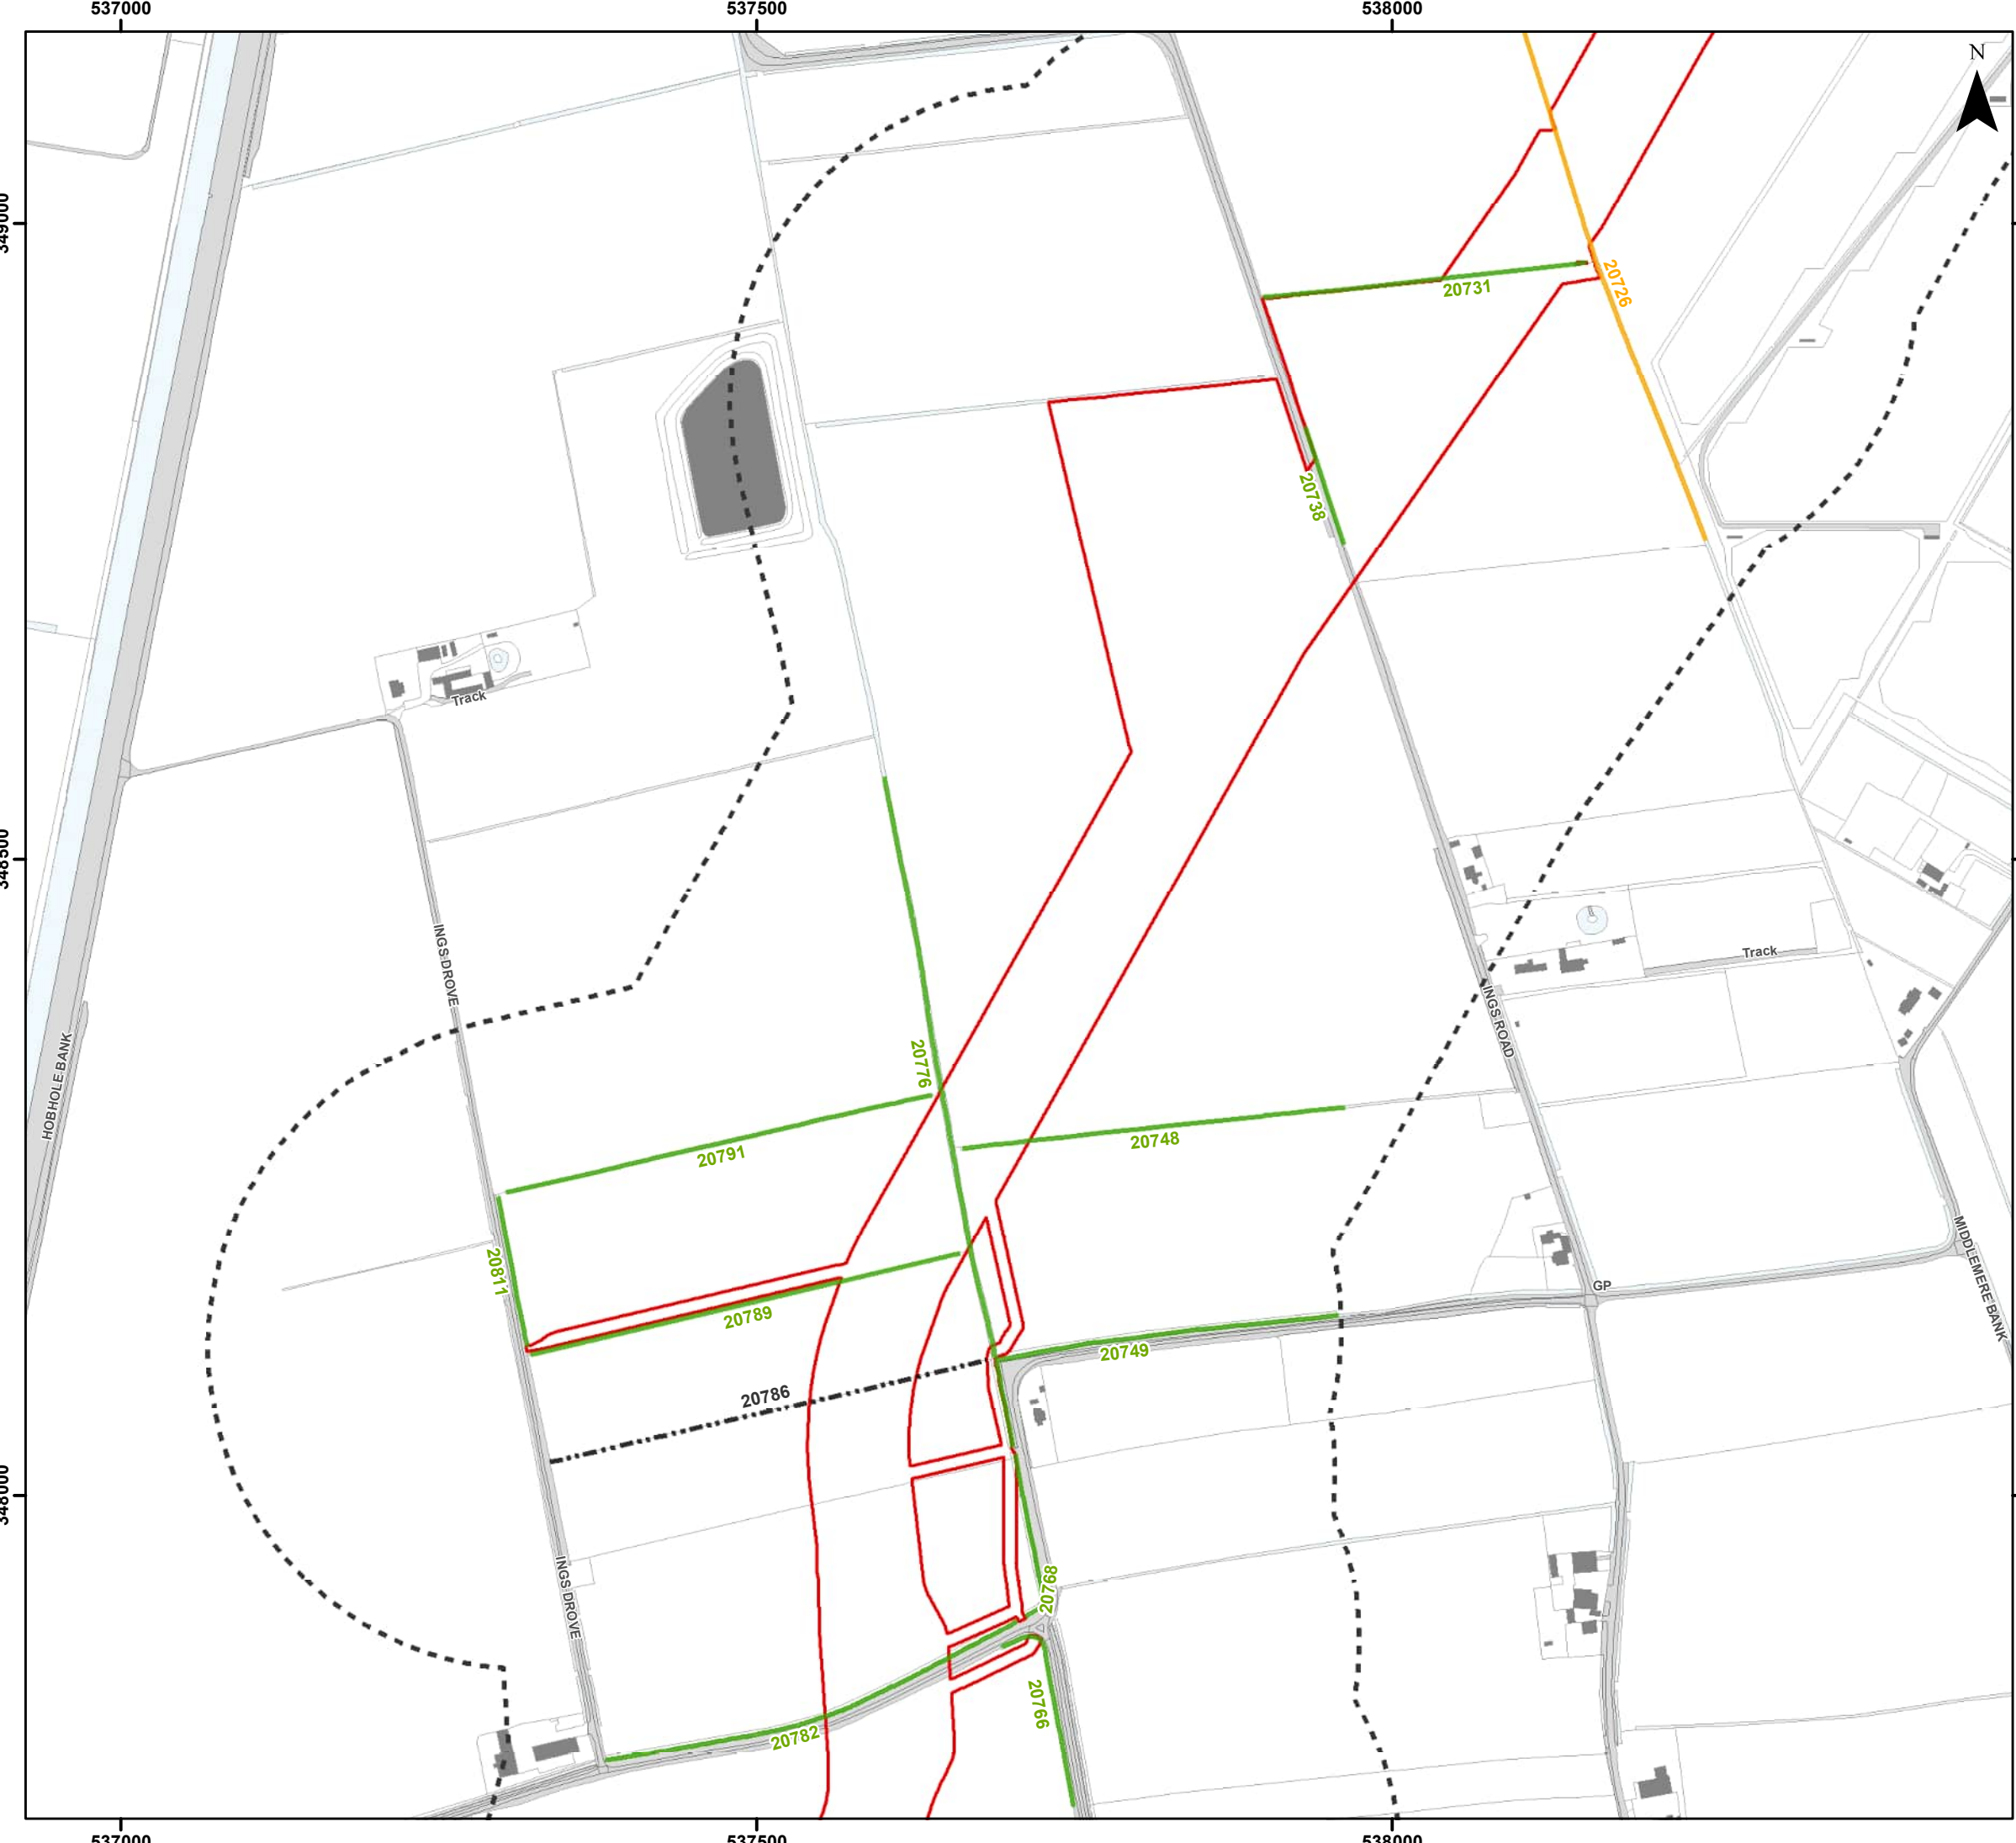 537000 537500 538000
N
349000
20726
20731
20738
Track
348500
INGS DROVE
Track
INGS ROAD
HOBHOLE BANK
20776
20791
20748
20811
MIDDLEMERE BANK
GP
20789
20749
20786
348000
INGS DROVE
20768
20766
20782
537000 537500 538000